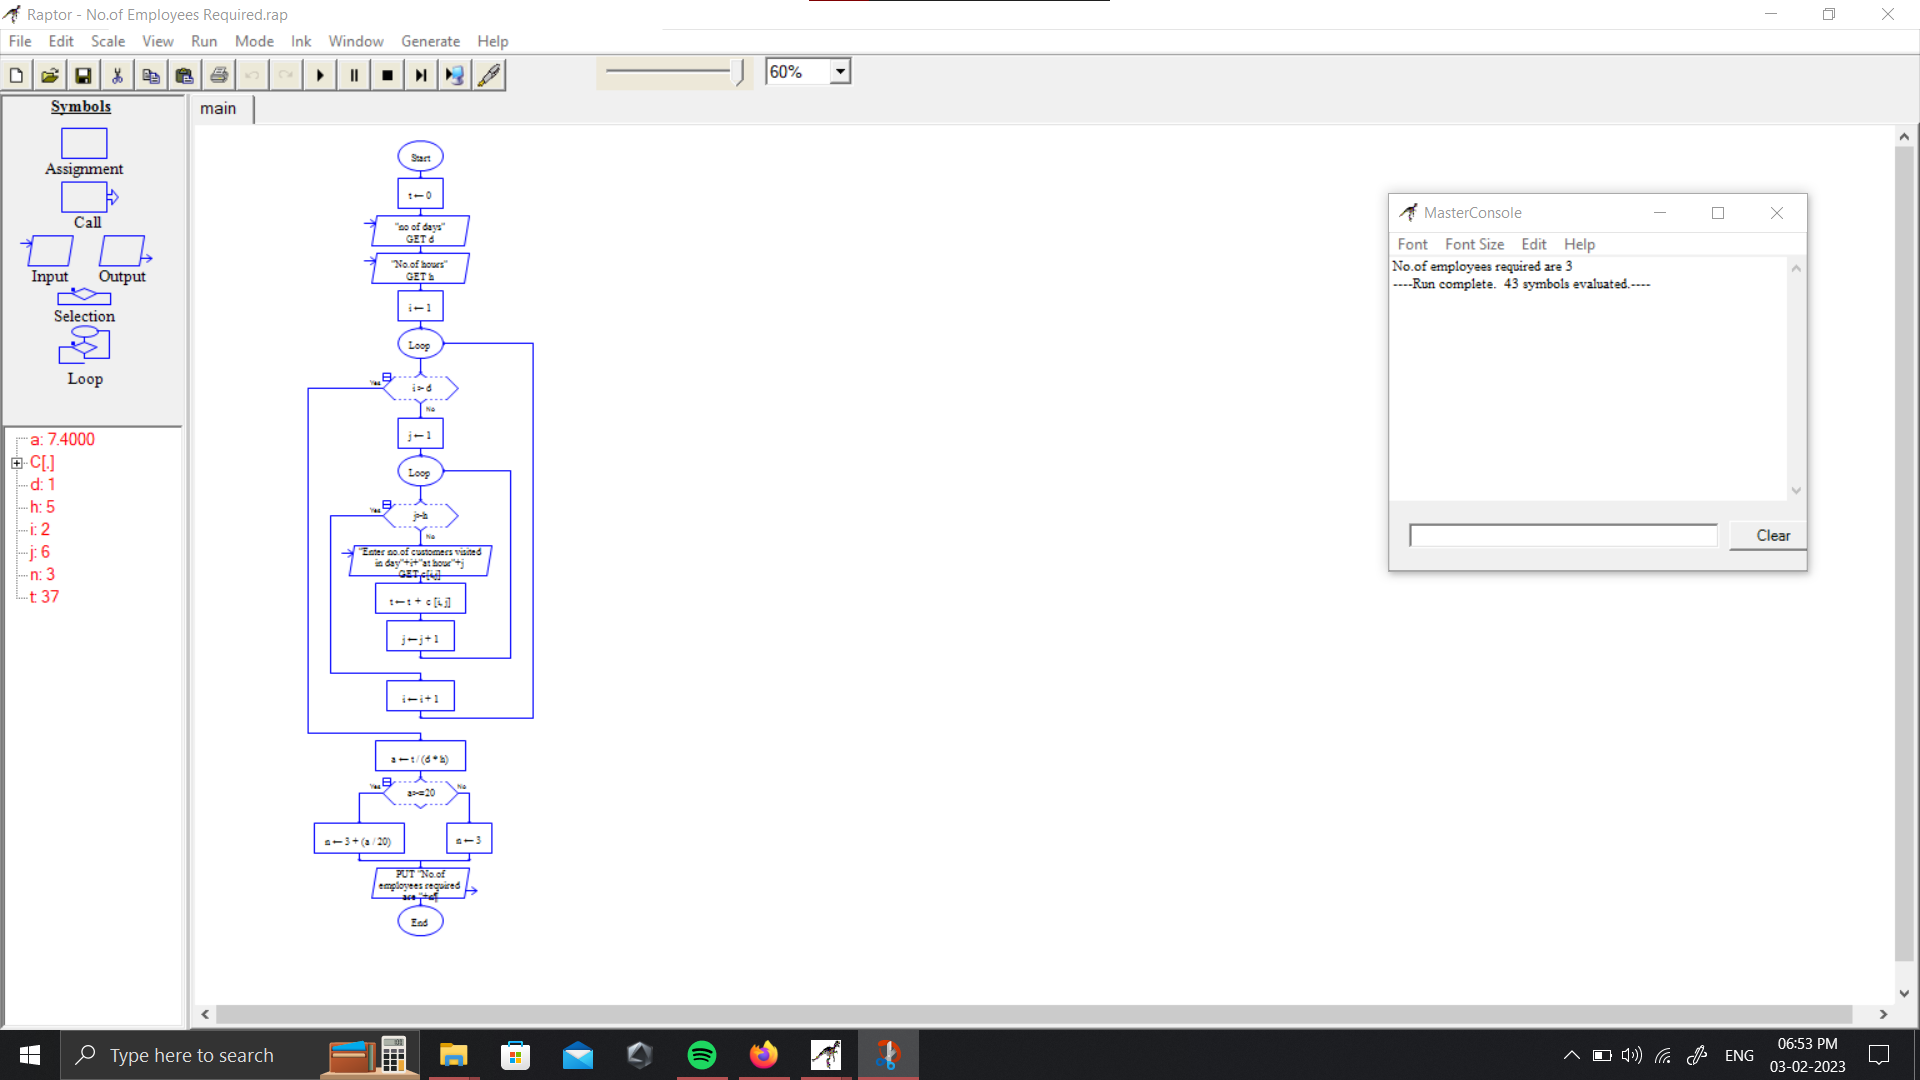 Raptor - No.of Employees Required.rap
File Edit Scale View Run Mode Ink Window Generate Help
60%
Symbols
Assignment
Call
Input Output
Selection
Loop
a: 7.4000
C[,]
d: 1
h: 5
i: 2
j: 6
n: 3
t: 37
main
Start
t ← 0
"no of days"
GET d
"No.of hours"
GET h
i ← 1
Loop
Yes
i > d
No
j ← 1
Loop
Yes
j>h
No
"Enter no.of customers visited
in day"+i+"at hour"+j
GET c[i,j]
t ← t + c [i, j]
j ← j + 1
i ← i + 1
a ← t / (d * h)
Yes
a>=20
No
n ← 3 + (a / 20)
n ← 3
PUT "No.of
employees required
are "+n¶
End
MasterConsole
Font Font Size Edit Help
No.of employees required are 3
----Run complete. 43 symbols evaluated.----
Clear
Type here to search
ENG
06:53 PM
03-02-2023